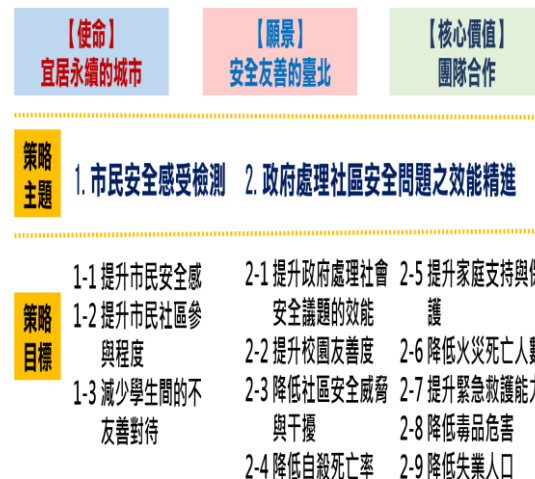 【使命】
宜居永續的城市
【願景】
安全友善的臺北
【核心價值】
團隊合作
策略
主題
1. 市民安全感受檢測
2. 政府處理社區安全問題之效能精進
策略
目標
1-1 提升市民安全感
1-2 提升市民社區參
與程度
1-3 減少學生間的不
友善對待
2-1 提升政府處理社會
安全議題的效能
2-2 提升校園友善度
2-3 降低社區安全威脅
與干擾
2-4 降低自殺死亡率
2-5 提升家庭支持與保
護
2-6 降低火災死亡人數
2-7 提升緊急救護能力
2-8 降低毒品危害
2-9 降低失業人口